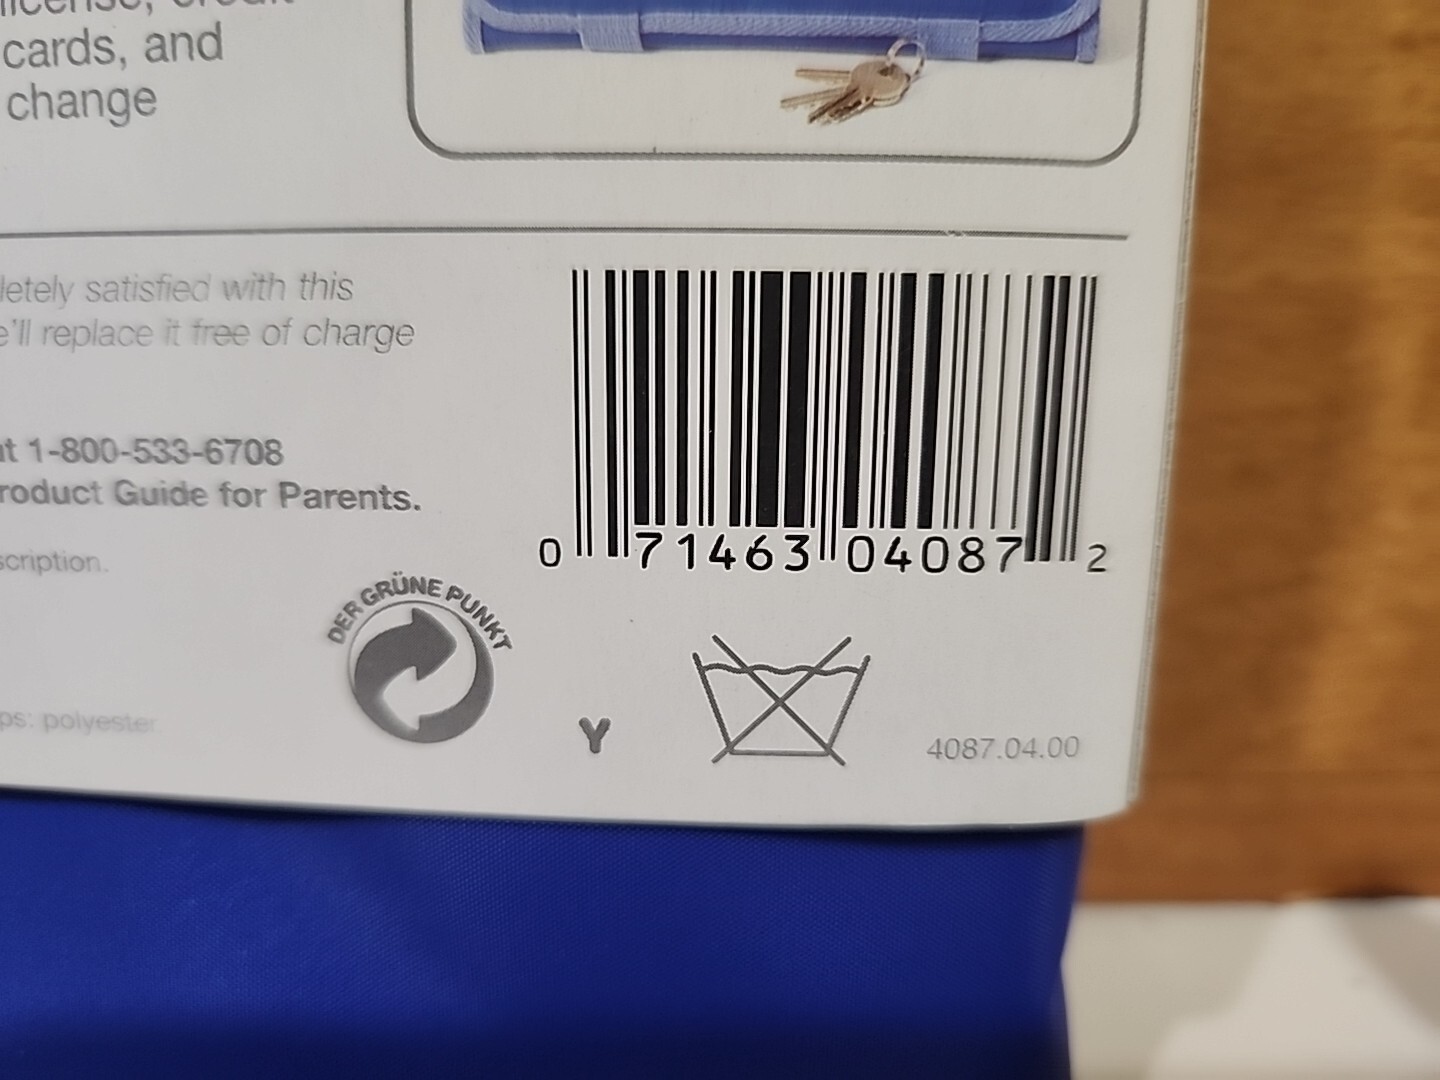 cards, and
change
letely satisfied with this
e'll replace it free of charge
at 1-800-533-6708
roduct Guide for Parents.
scription.
0 71463 04087 2
DER GRÜNE PUNKT
ps: polyester
Y
4087.04.00